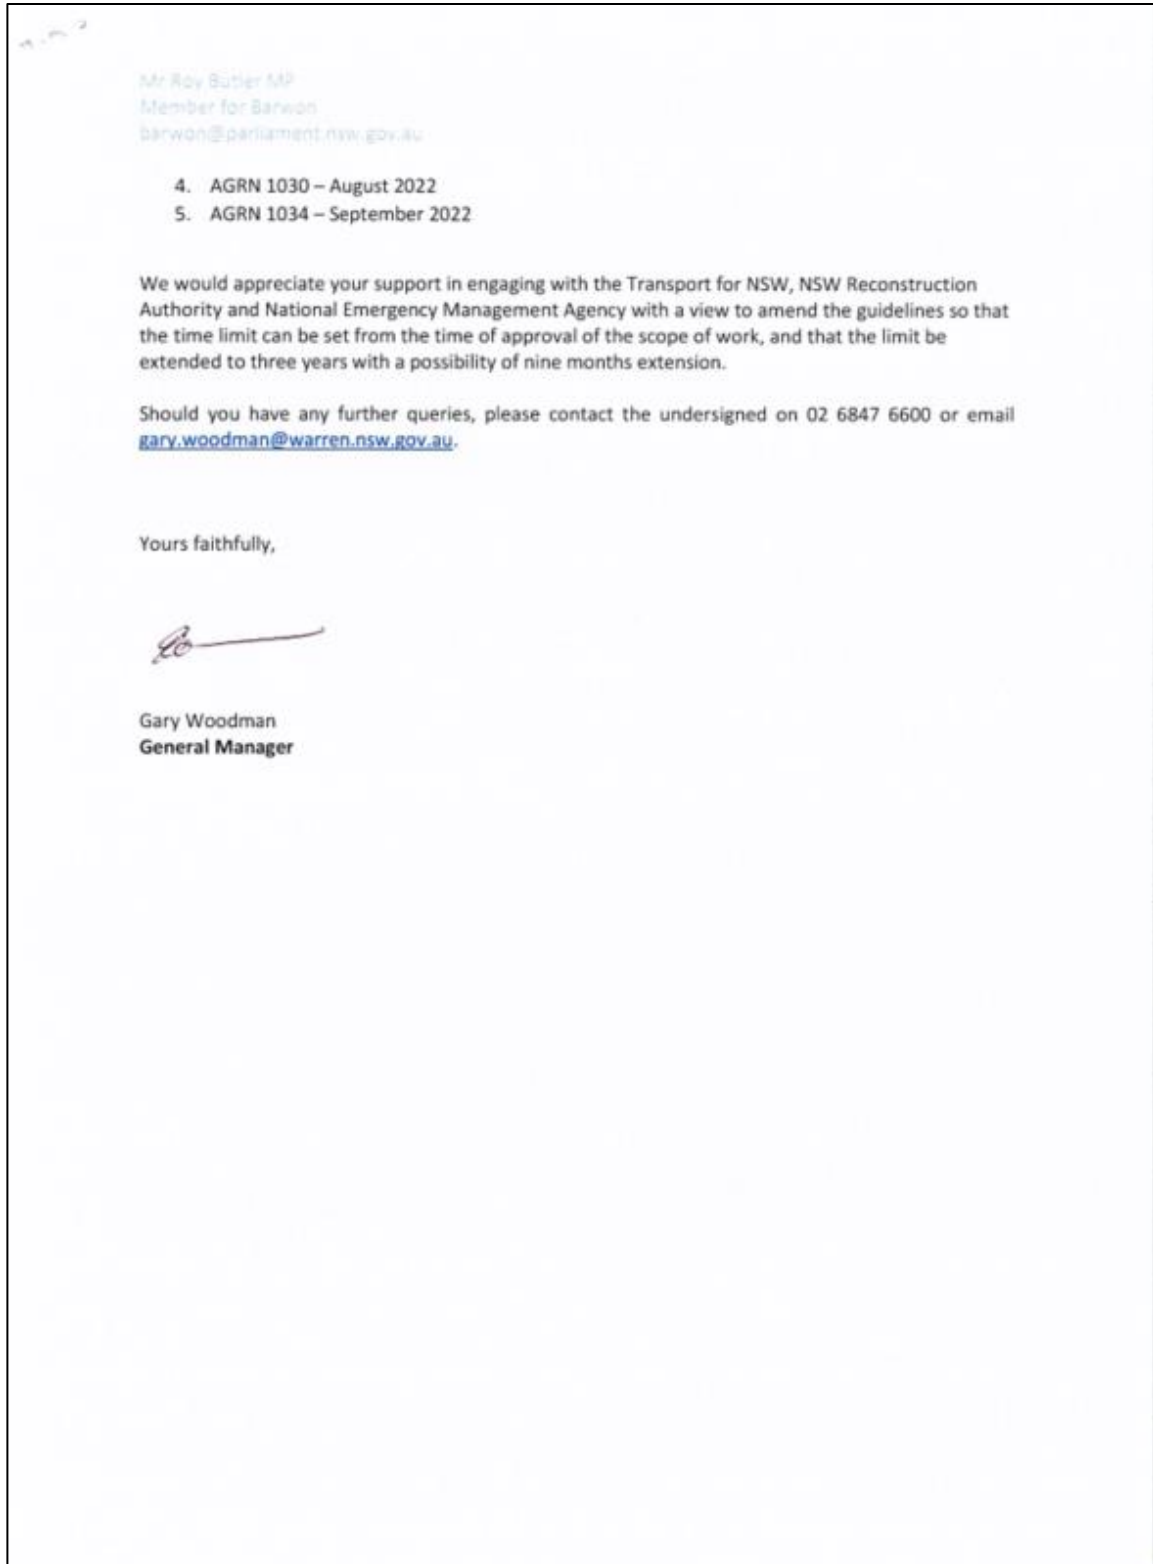 Mr Roy Butler MP
Member for Barwon
barwon@parliament.nsw.gov.au
4. AGRN 1030 – August 2022
5. AGRN 1034 – September 2022
We would appreciate your support in engaging with the Transport for NSW, NSW Reconstruction
Authority and National Emergency Management Agency with a view to amend the guidelines so that
the time limit can be set from the time of approval of the scope of work, and that the limit be
extended to three years with a possibility of nine months extension.
Should you have any further queries, please contact the undersigned on 02 6847 6600 or email
gary.woodman@warren.nsw.gov.au.
Yours faithfully,
Gary Woodman
General Manager